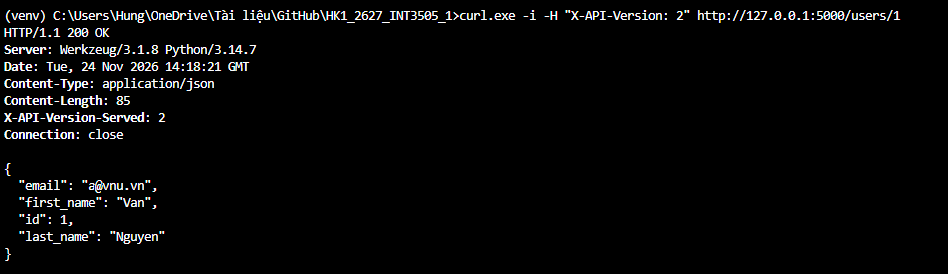 (venv) C:\Users\Hung\OneDrive\Tài liệu\GitHub\HK1_2627_INT3505_1>curl.exe -i -H "X-API-Version: 2" http://127.0.0.1:5000/users/1
HTTP/1.1 200 OK
Server: Werkzeug/3.1.8 Python/3.14.7
Date: Tue, 24 Nov 2026 14:18:21 GMT
Content-Type: application/json
Content-Length: 85
X-API-Version-Served: 2
Connection: close

{
  "email": "a@vnu.vn",
  "first_name": "Van",
  "id": 1,
  "last_name": "Nguyen"
}